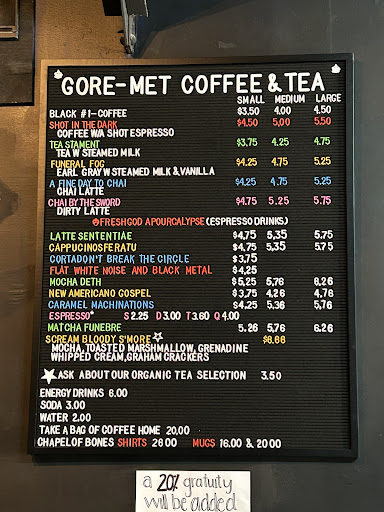 GORE-MET COFFEE & TEA
SMALL MEDIUM LARGE
BLACK #1-COFFEE $3.50 4.00 4.50
SHOT IN THE DARK $4.50 5.00 5.50
COFFEE W/A SHOT ESPRESSO
TEA STAMENT $3.75 4.25 4.75
TEA W STEAMED MILK
FUNERAL FOG $4.25 4.75 5.25
EARL GRAY W STEAMED MILK & VANILLA
A FINE DAY TO CHAI $4.25 4.75 5.25
CHAI LATTE
CHAI BY THE SWORD $4.75 5.25 5.75
DIRTY LATTE
FRESHGOD APOURCALYPSE (ESPRESSO DRINKS)
LATTE SENTENTIAE $4.75 5.35 5.75
CAPPUCINOSFERATU $4.75 5.35 5.75
CORTADON'T BREAK THE CIRCLE $3.75
FLAT WHITE NOISE AND BLACK METAL $4.25
MOCHA DETH $5.25 5.76 6.26
NEW AMERICANO GOSPEL $3.75 4.26 4.76
CARAMEL MACHINATIONS $4.25 5.36 5.76
ESPRESSO* S 2.25 D 3.00 T 3.60 Q 4.00
MATCHA FUNEBRE 5.26 5.76 6.26
SCREAM BLOODY S'MORE $6.66
MOCHA, TOASTED MARSHMALLOW, GRENADINE
WHIPPED CREAM, GRAHAM CRACKERS
ASK ABOUT OUR ORGANIC TEA SELECTION 3.50
ENERGY DRINKS 6.00
SODA 3.00
WATER 2.00
TAKE A BAG OF COFFEE HOME 20.00
CHAPEL OF BONES SHIRTS 26 00 MUGS 16.00 & 20 00
a 20% gratuity
will be added